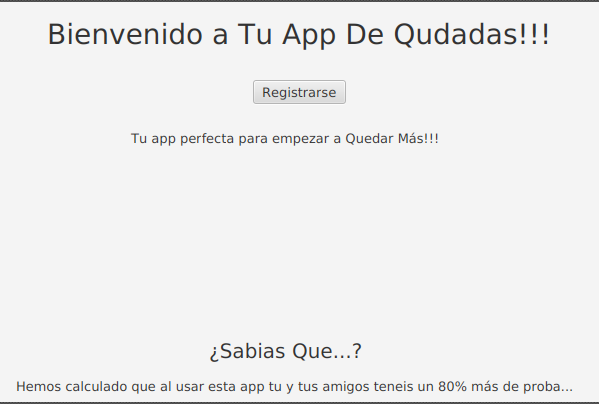 Bienvenido a Tu App De Qudadas!!!
Registrarse
Tu app perfecta para empezar a Quedar Más!!!
¿Sabias Que...?
Hemos calculado que al usar esta app tu y tus amigos teneis un 80% más de proba...